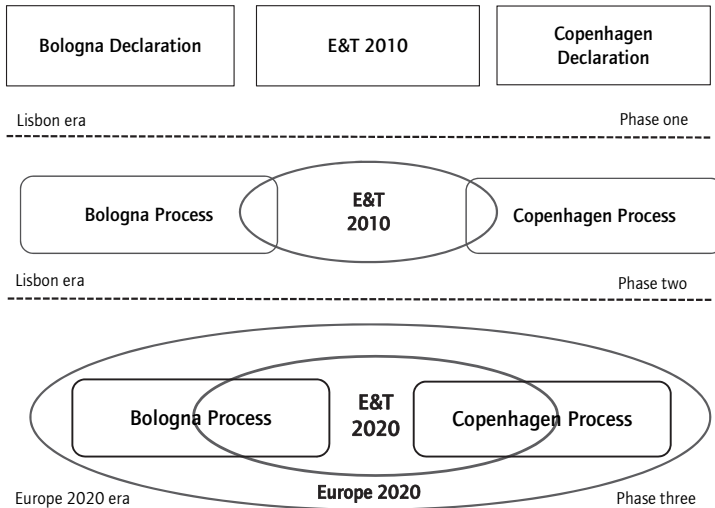 Bologna Declaration
E&T 2010
Copenhagen
Declaration
Lisbon era
Phase one
Bologna Process
E&T
2010
Copenhagen Process
Lisbon era
Phase two
Bologna Process
E&T
2020
Copenhagen Process
Europe 2020
Europe 2020 era
Phase three